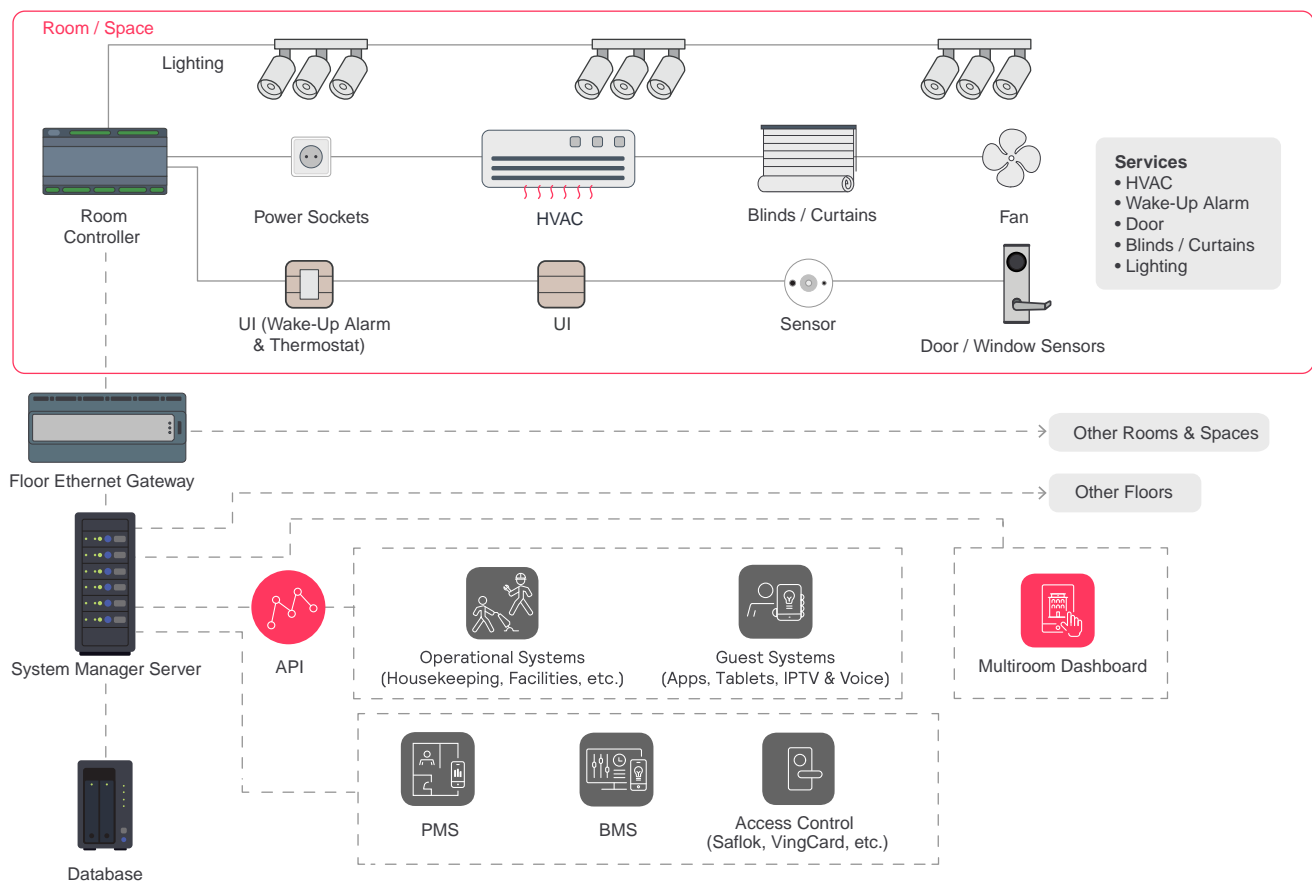 Room / Space
Lighting
Room
Controller
Power Sockets
HVAC
Blinds / Curtains
Fan
Services
• HVAC
• Wake-Up Alarm
• Door
• Blinds / Curtains
• Lighting
UI (Wake-Up Alarm
& Thermostat)
UI
Sensor
Door / Window Sensors
Floor Ethernet Gateway
Other Rooms & Spaces
Other Floors
System Manager Server
API
Operational Systems
(Housekeeping, Facilities, etc.)
Guest Systems
(Apps, Tablets, IPTV & Voice)
Multiroom Dashboard
PMS
BMS
Access Control
(Saflok, VingCard, etc.)
Database